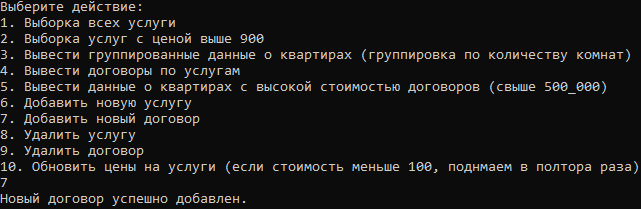 Выберите действие:
1. Выборка всех услуги
2. Выборка услуг с ценой выше 900
3. Вывести группированные данные о квартирах (группировка по количеству комнат)
4. Вывести договоры по услугам
5. Вывести данные о квартирах с высокой стоимостью договоров (свыше 500_000)
6. Добавить новую услугу
7. Добавить новый договор
8. Удалить услугу
9. Удалить договор
10. Обновить цены на услуги (если стоимость меньше 100, поднмаем в полтора раза)
7
Новый договор успешно добавлен.